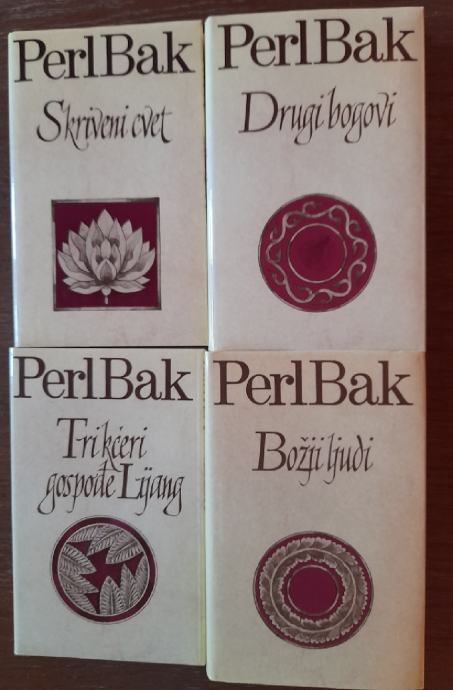 Perl Bak
Skriveni cvet
Perl Bak
Drugi bogovi
Perl Bak
Tri kćeri
gospođe Lijang
Perl Bak
Božji ljudi